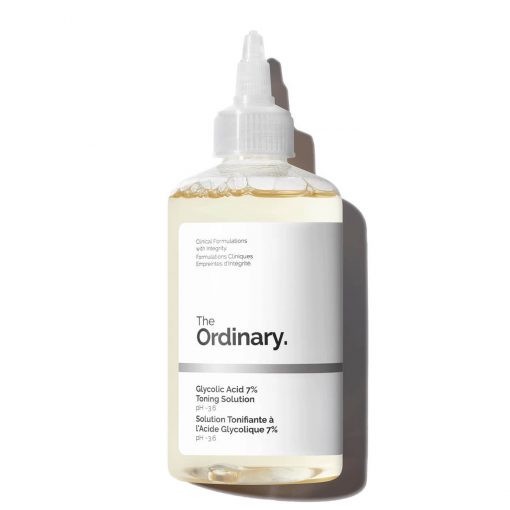 Clinical Formulations
with Integrity.
Formulations Cliniques
Empreintes d'Intégrité.
The
Ordinary.
Glycolic Acid 7%
Toning Solution
pH ~3.6
Solution Tonifiante à
l'Acide Glycolique 7%
pH ~3.6